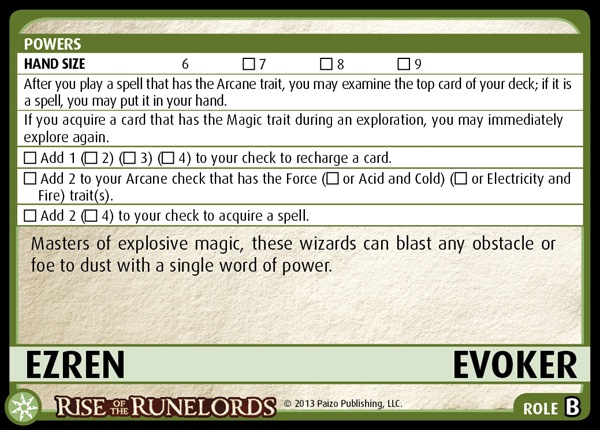 POWERS
HAND SIZE 6 □ 7 □ 8 □ 9
After you play a spell that has the Arcane trait, you may examine the top card of your deck; if it is
a spell, you may put it in your hand.
If you acquire a card that has the Magic trait during an exploration, you may immediately
explore again.
□ Add 1 (□ 2) (□ 3) (□ 4) to your check to recharge a card.
□ Add 2 to your Arcane check that has the Force (□ or Acid and Cold) (□ or Electricity and
Fire) trait(s).
□ Add 2 (□ 4) to your check to acquire a spell.
Masters of explosive magic, these wizards can blast any obstacle or
foe to dust with a single word of power.
EZREN EVOKER
RISE OF THE RUNELORDS © 2013 Paizo Publishing, LLC. ROLE B